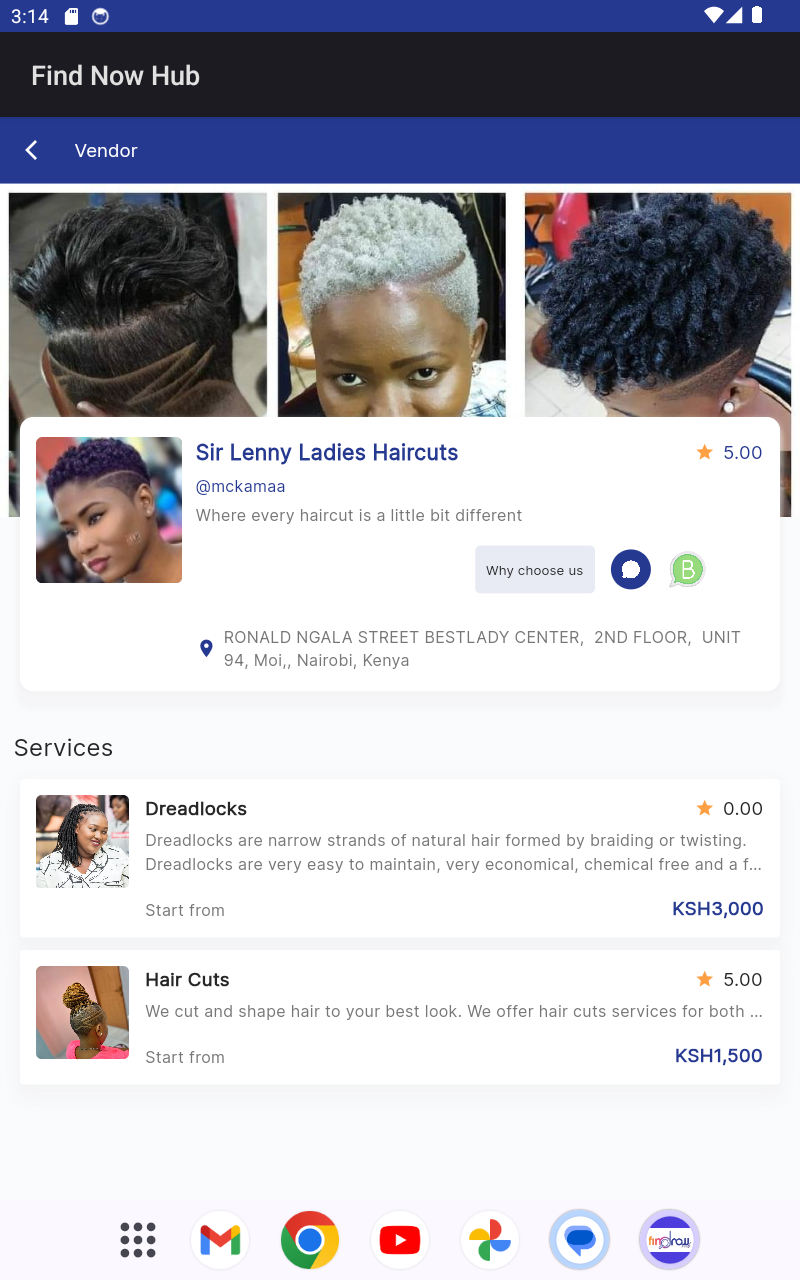 3:14
Find Now Hub
Vendor
Sir Lenny Ladies Haircuts
5.00
@mckamaa
Where every haircut is a little bit different
Why choose us
B
RONALD NGALA STREET BESTLADY CENTER,  2ND FLOOR,  UNIT
94, Moi,, Nairobi, Kenya
Services
Dreadlocks
0.00
Dreadlocks are narrow strands of natural hair formed by braiding or twisting.
Dreadlocks are very easy to maintain, very economical, chemical free and a f...
Start from
KSH3,000
Hair Cuts
5.00
We cut and shape hair to your best look. We offer hair cuts services for both ...
Start from
KSH1,500